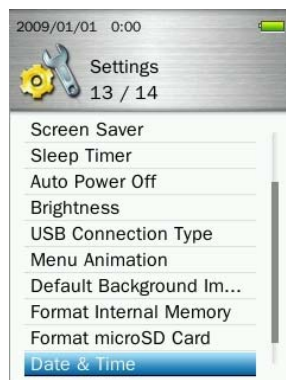 2009/01/01 0:00
Settings
13 / 14
Screen Saver
Sleep Timer
Auto Power Off
Brightness
USB Connection Type
Menu Animation
Default Background Im...
Format Internal Memory
Format microSD Card
Date & Time